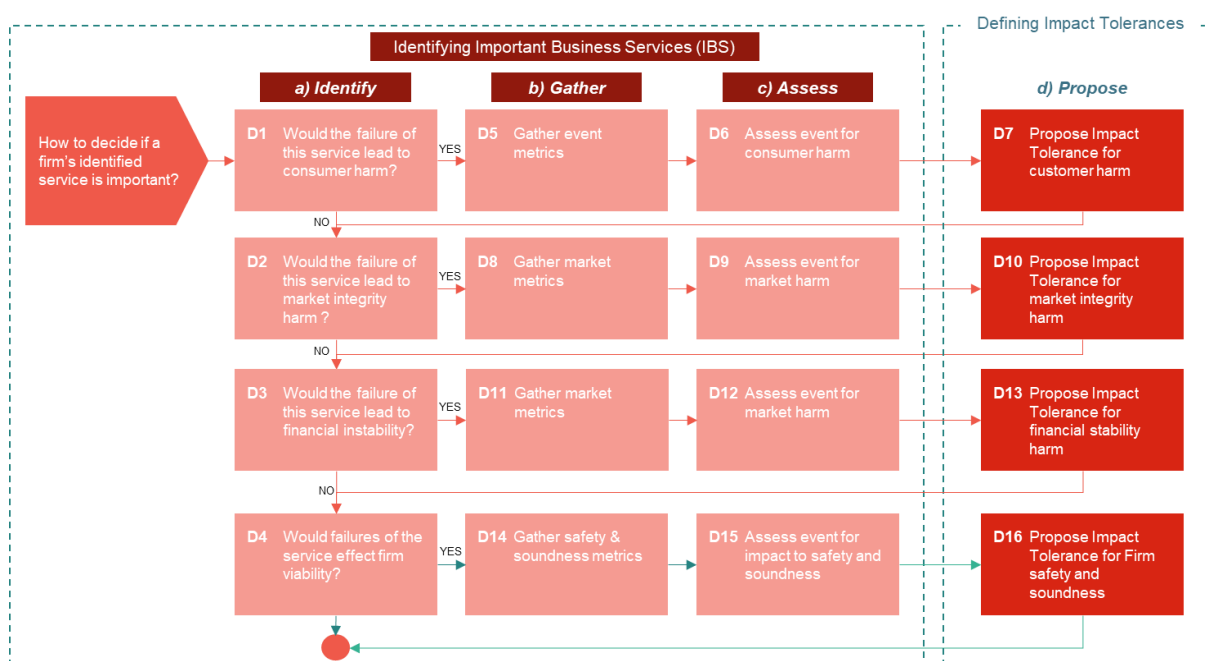 Defining Impact Tolerances
Identifying Important Business Services (IBS)
a) Identify
b) Gather
c) Assess
d) Propose
How to decide if a
firm's identified
service is important?
D1 Would the failure of
this service lead to
consumer harm?
YES
D5 Gather event
metrics
D6 Assess event for
consumer harm
D7 Propose Impact
Tolerance for
customer harm
NO
D2 Would the failure of
this service lead to
market integrity
harm ?
YES
D8 Gather market
metrics
D9 Assess event for
market harm
D10 Propose Impact
Tolerance for
market integrity
harm
NO
D3 Would the failure of
this service lead to
financial instability?
YES
D11 Gather market
metrics
D12 Assess event for
market harm
D13 Propose Impact
Tolerance for
financial stability
harm
NO
D4 Would failures of the
service effect firm
viability?
YES
D14 Gather safety &
soundness metrics
D15 Assess event for
impact to safety and
soundness
D16 Propose Impact
Tolerance for Firm
safety and
soundness